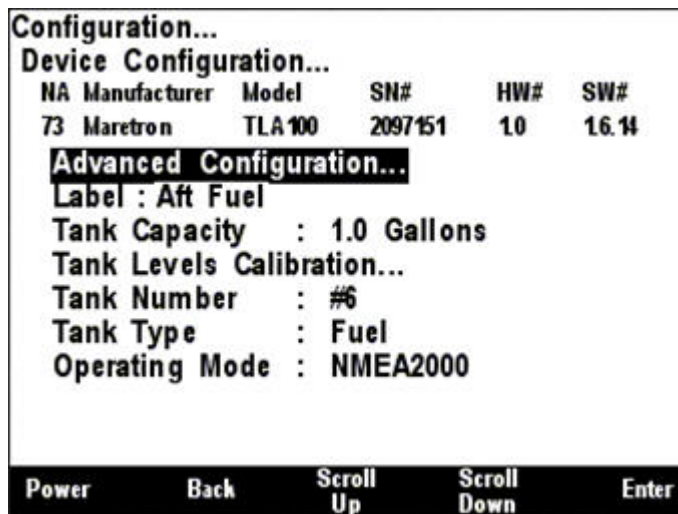 Configuration...
Device Configuration...
NA Manufacturer Model SN# HW# SW#
73 Maretron TLA100 2097151 1.0 1.6.14
Advanced Configuration...
Label : Aft Fuel
Tank Capacity : 1.0 Gallons
Tank Levels Calibration...
Tank Number : #6
Tank Type : Fuel
Operating Mode : NMEA2000
Power Back Scroll Up Scroll Down Enter